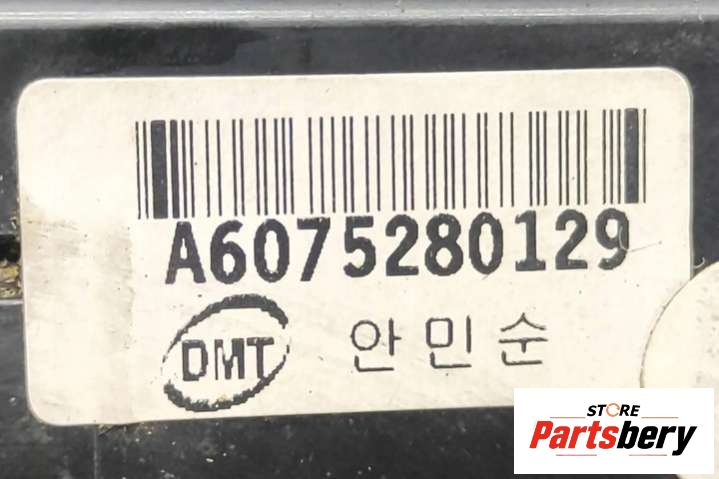 A6075280129
DMT 안민순
STORE
Partsbery